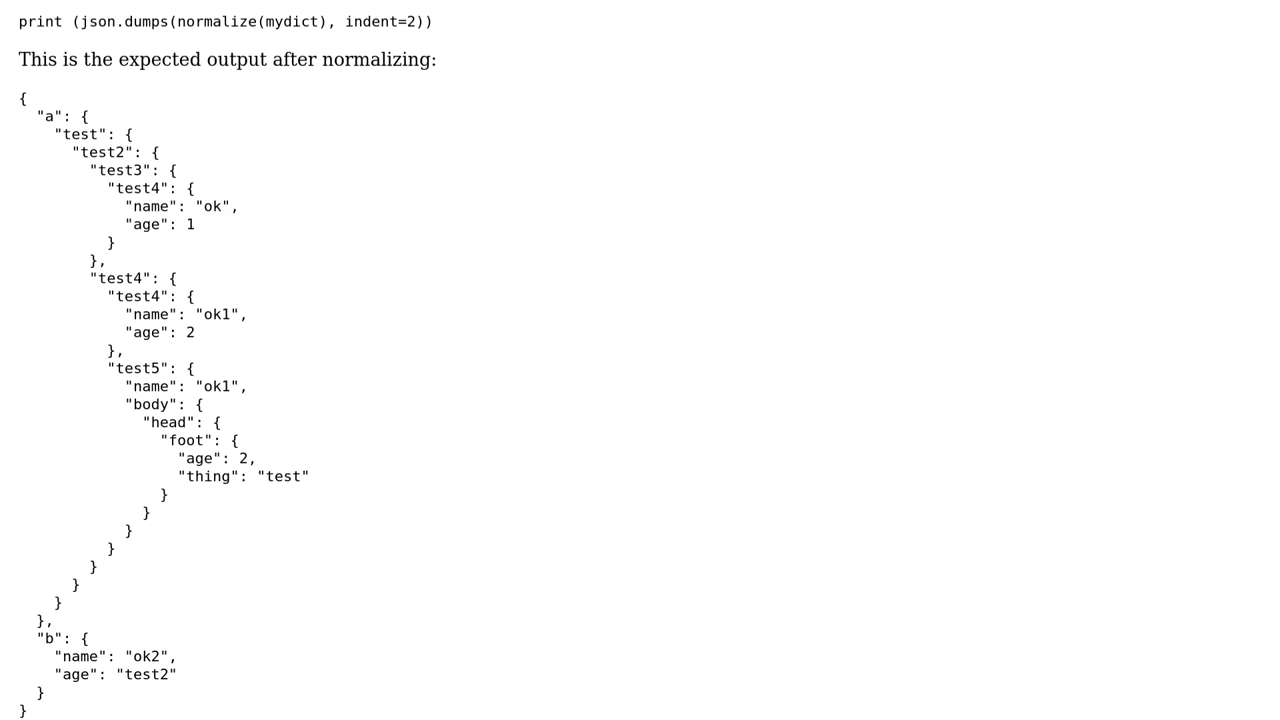 print (json.dumps(normalize(mydict), indent=2))
This is the expected output after normalizing:
{
  "a": {
    "test": {
      "test2": {
        "test3": {
          "test4": {
            "name": "ok",
            "age": 1
          }
        },
        "test4": {
          "test4": {
            "name": "ok1",
            "age": 2
          },
          "test5": {
            "name": "ok1",
            "body": {
              "head": {
                "foot": {
                  "age": 2,
                  "thing": "test"
                }
              }
            }
          }
        }
      }
    }
  },
  "b": {
    "name": "ok2",
    "age": "test2"
  }
}